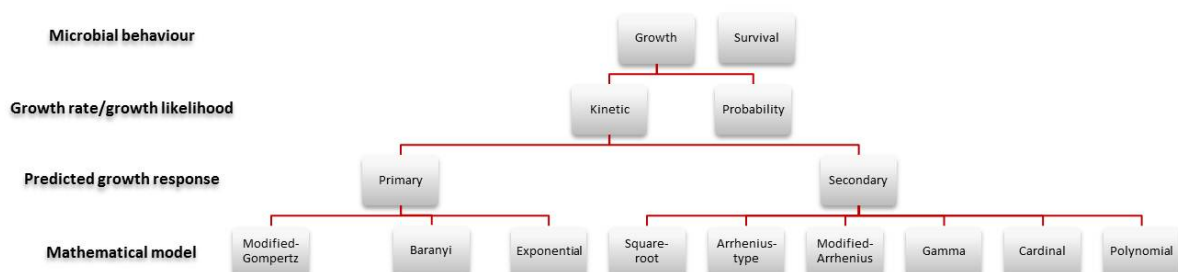 Microbial behaviour
Growth
Survival
Growth rate/growth likelihood
Kinetic
Probability
Predicted growth response
Primary
Secondary
Mathematical model
Modified-
Gompertz
Baranyi
Exponential
Square-
root
Arrhenius-
type
Modified-
Arrhenius
Gamma
Cardinal
Polynomial